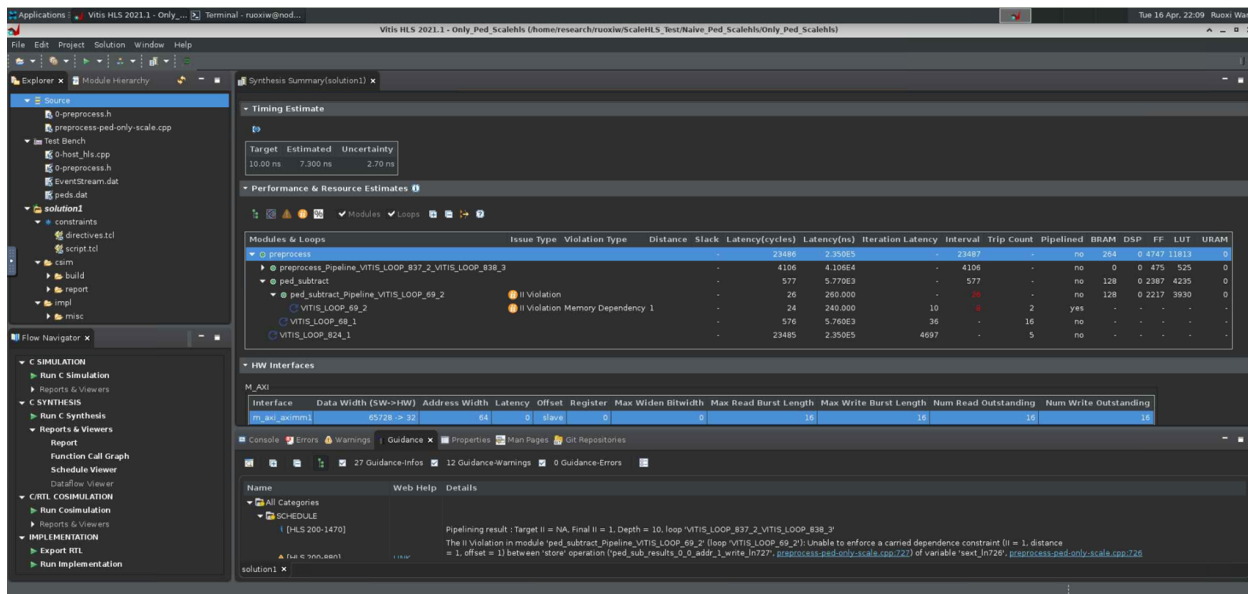 Applications Vitis HLS 2021.1 - Only_... Terminal - ruoxiw@nod... Tue 16 Apr, 22:09 Ruoxi Wan
Vitis HLS 2021.1 - Only_Ped_Scalehls (/home/research/ruoxiw/ScaleHLS_Test/Naive_Ped_Scalehls/Only_Ped_Scalehls)
File Edit Project Solution Window Help
Explorer Module Hierarchy
Synthesis Summary(solution1)
Source
0-preprocess.h
preprocess-ped-only-scale.cpp
Test Bench
0-host_hls.cpp
0-preprocess.h
EventStream.dat
peds.dat
solution1
constraints
directives.tcl
script.tcl
csim
build
report
impl
misc
Timing Estimate
Target Estimated Uncertainty
10.00 ns 7.300 ns 2.70 ns
Performance & Resource Estimates
% Modules Loops
Modules & Loops Issue Type Violation Type Distance Slack Latency(cycles) Latency(ns) Iteration Latency Interval Trip Count Pipelined BRAM DSP FF LUT URAM
preprocess - 23486 2.350E5 - 23487 - no 264 0 4747 11813 0
preprocess_Pipeline_VITIS_LOOP_837_2_VITIS_LOOP_838_3 - 4106 4.106E4 - 4106 - no 0 0 475 525 0
ped_subtract - 577 5.770E3 - 577 - no 128 0 2387 4235 0
ped_subtract_Pipeline_VITIS_LOOP_69_2 II Violation - 26 260.000 - - no 128 0 2217 3930 0
VITIS_LOOP_69_2 II Violation Memory Dependency 1 - 24 240.000 10 2 yes - - - - -
VITIS_LOOP_68_1 - 576 5.760E3 36 - 16 no - - - - -
VITIS_LOOP_824_1 - 23485 2.350E5 4697 - 5 no - - - - -
HW Interfaces
M_AXI
Interface Data Width (SW->HW) Address Width Latency Offset Register Max Widen Bitwidth Max Read Burst Length Max Write Burst Length Num Read Outstanding Num Write Outstanding
m_axi_aximm1 65728 -> 32 64 0 slave 0 0 16 16 16 16
Flow Navigator
C SIMULATION
Run C Simulation
Reports & Viewers
C SYNTHESIS
Run C Synthesis
Reports & Viewers
Report
Function Call Graph
Schedule Viewer
Dataflow Viewer
C/RTL COSIMULATION
Run Cosimulation
Reports & Viewers
IMPLEMENTATION
Export RTL
Run Implementation
Console Errors Warnings Guidance Properties Man Pages Git Repositories
27 Guidance-Infos 12 Guidance-Warnings 0 Guidance-Errors
Name Web Help Details
All Categories
SCHEDULE
[HLS 200-1470] Pipelining result : Target II = NA, Final II = 1, Depth = 10, loop 'VITIS_LOOP_837_2_VITIS_LOOP_838_3'
The II Violation in module 'ped_subtract_Pipeline_VITIS_LOOP_69_2' (loop 'VITIS_LOOP_69_2'): Unable to enforce a carried dependence constraint (II = 1, distance
[HLS 200-880] LINK = 1, offset = 1) between 'store' operation ('ped_sub_results_0_0_addr_1_write_ln727', preprocess-ped-only-scale.cpp:727) of variable 'sext_ln726', preprocess-ped-only-scale.cpp:726
solution1